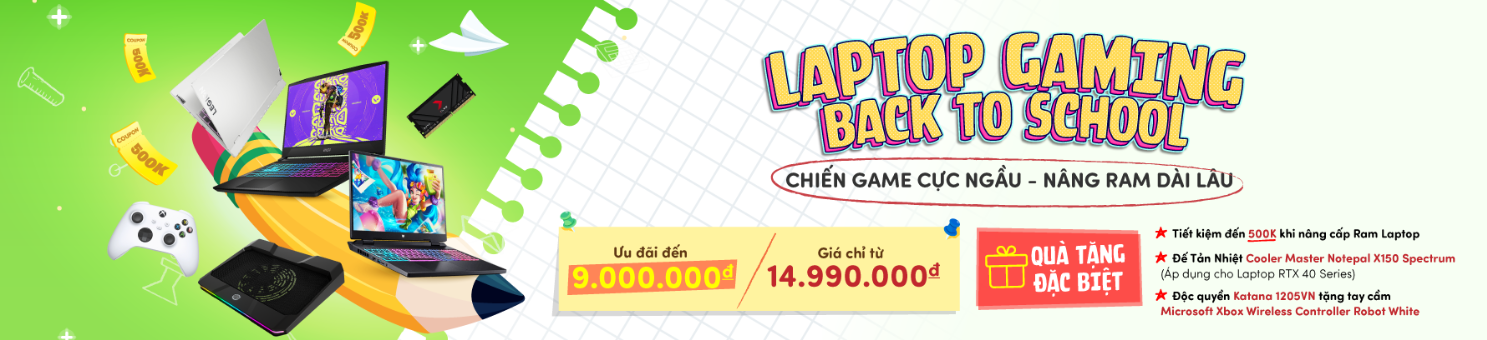 COUPON
500K
COUPON
500K
COUPON
500K
LEGION
LAPTOP GAMING
BACK TO SCHOOL
CHIẾN GAME CỰC NGẦU - NÂNG RAM DÀI LÂU
Ưu đãi đến
9.000.000đ
Giá chỉ từ
14.990.000đ
QUÀ TẶNG
ĐẶC BIỆT
★ Tiết kiệm đến 500K khi nâng cấp Ram Laptop
★ Đế Tản Nhiệt Cooler Master Notepal X150 Spectrum
(Áp dụng cho Laptop RTX 40 Series)
★ Độc quyền Katana 1205VN tặng tay cầm
Microsoft Xbox Wireless Controller Robot White